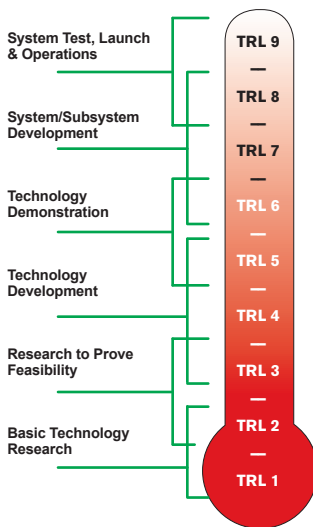 System Test, Launch
& Operations
System/Subsystem
Development
Technology
Demonstration
Technology
Development
Research to Prove
Feasibility
Basic Technology
Research
TRL 9
TRL 8
TRL 7
TRL 6
TRL 5
TRL 4
TRL 3
TRL 2
TRL 1